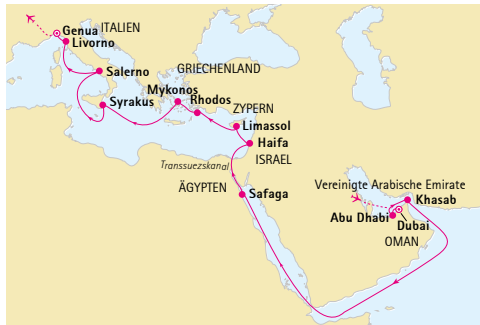 Genua
ITALIEN
Livorno
Salerno
GRIECHENLAND
Mykonos
Rhodos
Syrakus
ZYPERN
Limassol
Haifa
ISRAEL
Transsuezskanal
ÄGYPTEN
Safaga
Vereinigte Arabische Emirate
Khasab
Abu Dhabi
Dubai
OMAN